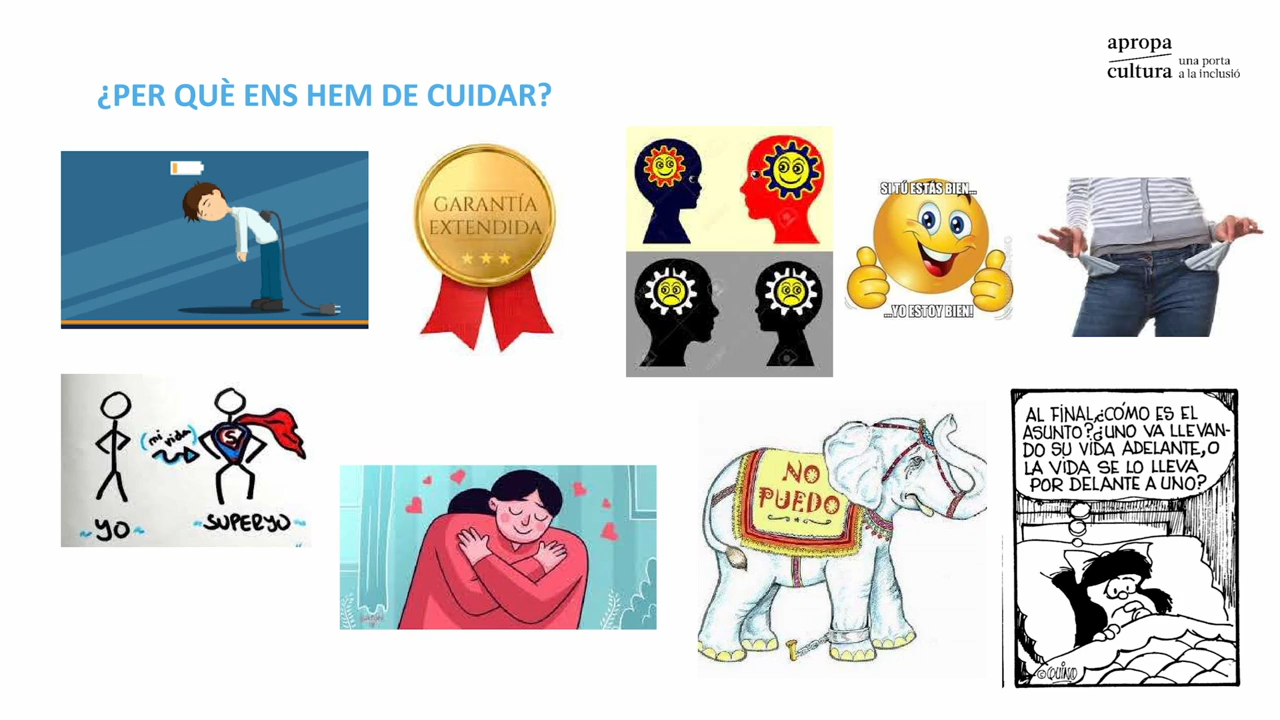 apropa
cultura
una porta
a la inclusió
¿PER QUÈ ENS HEM DE CUIDAR?
GARANTÍA
EXTENDIDA
SI TÚ ESTÁS BIEN...
...YO ESTOY BIEN!
(mi
vida)
YO
SUPERYO
S
NO
PUEDO
AL FINAL,¿CÓMO ES EL
ASUNTO?¿UNO VA LLEVAN-
DO SU VIDA ADELANTE,O
LA VIDA SE LO LLEVA
POR DELANTE A UNO?
©QUINO